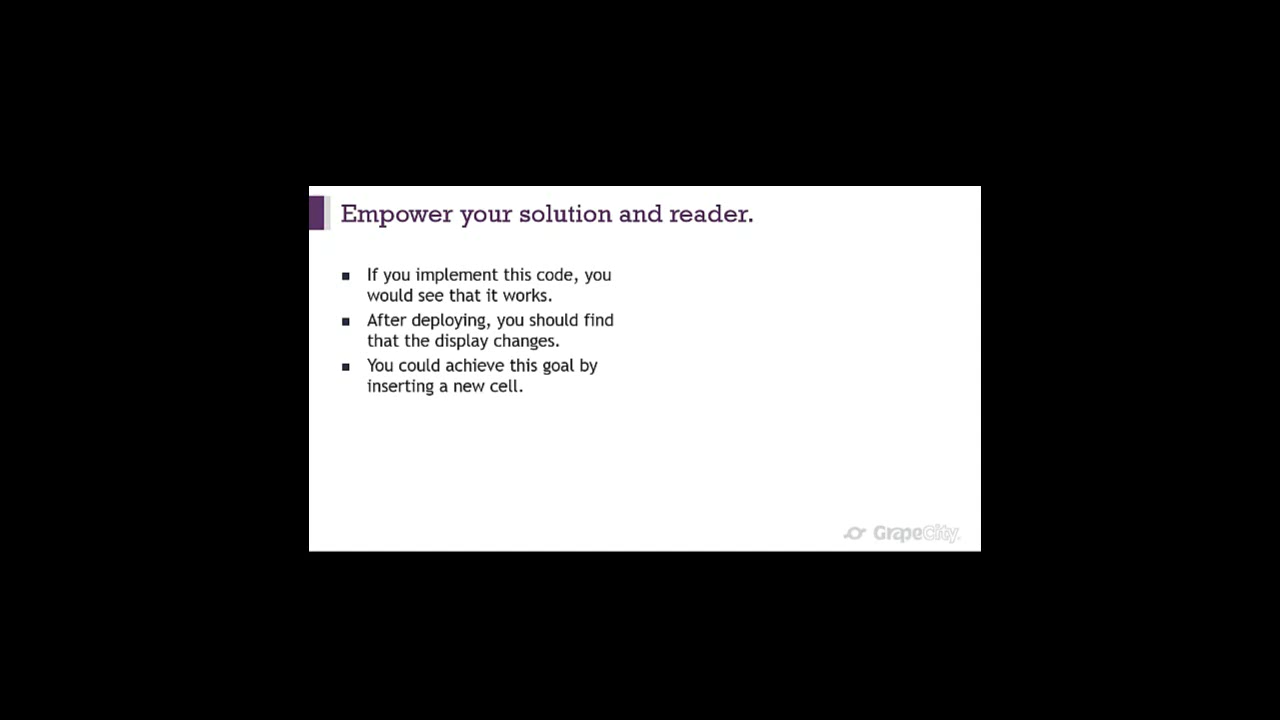 Empower your solution and reader.
If you implement this code, you
would see that it works.
After deploying, you should find
that the display changes.
You could achieve this goal by
inserting a new cell.
GrapeCity